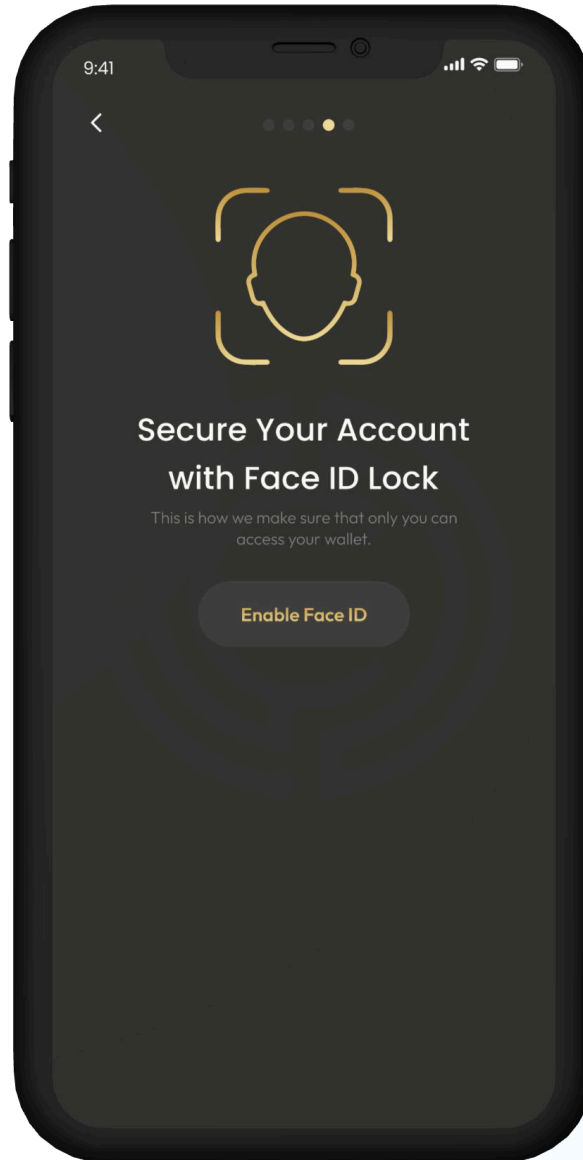 9:41
Secure Your Account
with Face ID Lock
This is how we make sure that only you can
access your wallet.
Enable Face ID